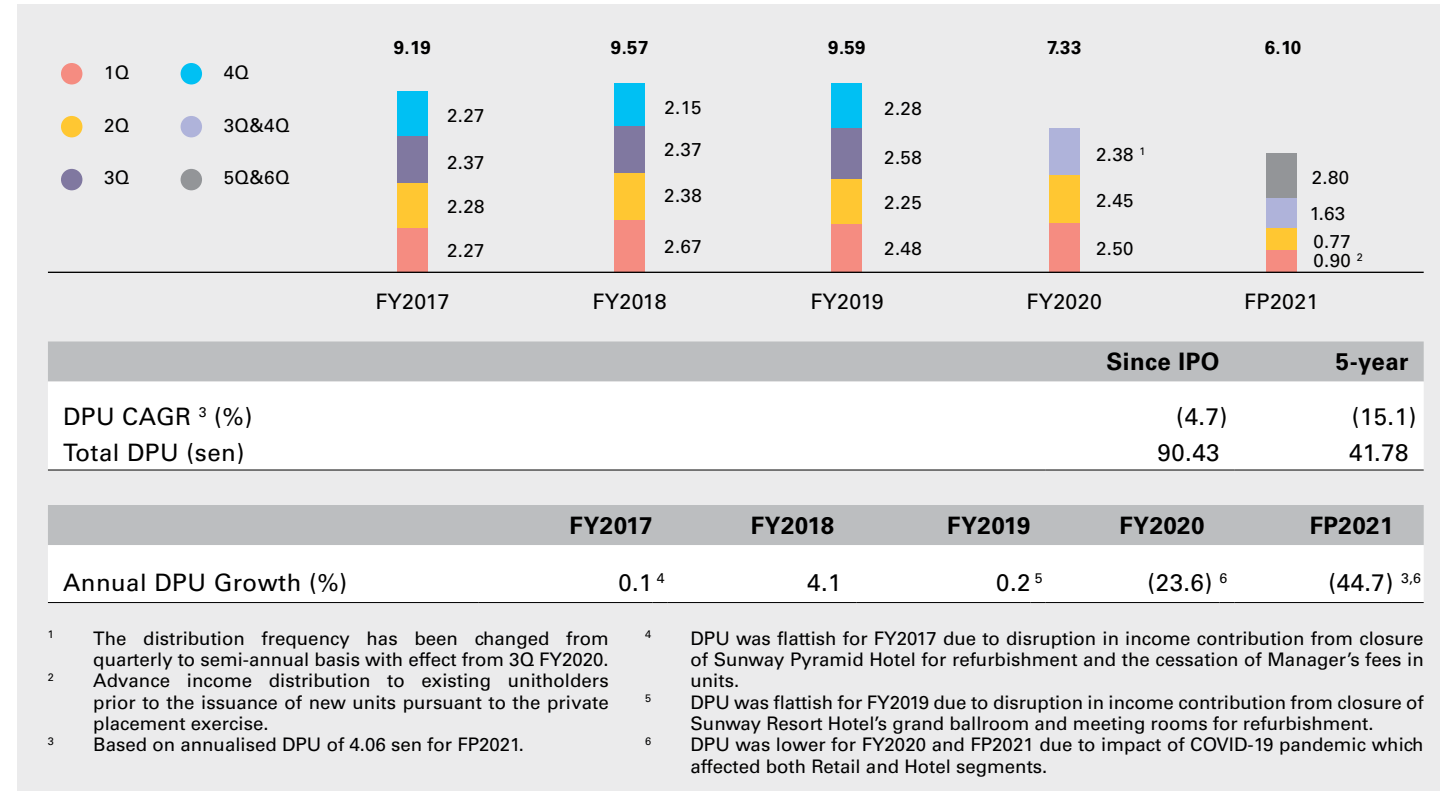 1Q 4Q
2Q 3Q&4Q
3Q 5Q&6Q
9.19 9.57 9.59 7.33 6.10
2.27
2.37
2.28
2.27
2.15
2.37
2.38
2.67
2.28
2.58
2.25
2.48
2.38 1
2.45
2.50
2.80
1.63
0.77
0.90 2
FY2017 FY2018 FY2019 FY2020 FP2021
Since IPO 5-year
DPU CAGR 3 (%) (4.7) (15.1)
Total DPU (sen) 90.43 41.78
FY2017 FY2018 FY2019 FY2020 FP2021
Annual DPU Growth (%) 0.1 4 4.1 0.2 5 (23.6) 6 (44.7) 3,6
1 The distribution frequency has been changed from
quarterly to semi-annual basis with effect from 3Q FY2020.
2 Advance income distribution to existing unitholders
prior to the issuance of new units pursuant to the private
placement exercise.
3 Based on annualised DPU of 4.06 sen for FP2021.
4 DPU was flattish for FY2017 due to disruption in income contribution from closure
of Sunway Pyramid Hotel for refurbishment and the cessation of Manager's fees in
units.
5 DPU was flattish for FY2019 due to disruption in income contribution from closure of
Sunway Resort Hotel's grand ballroom and meeting rooms for refurbishment.
6 DPU was lower for FY2020 and FP2021 due to impact of COVID-19 pandemic which
affected both Retail and Hotel segments.